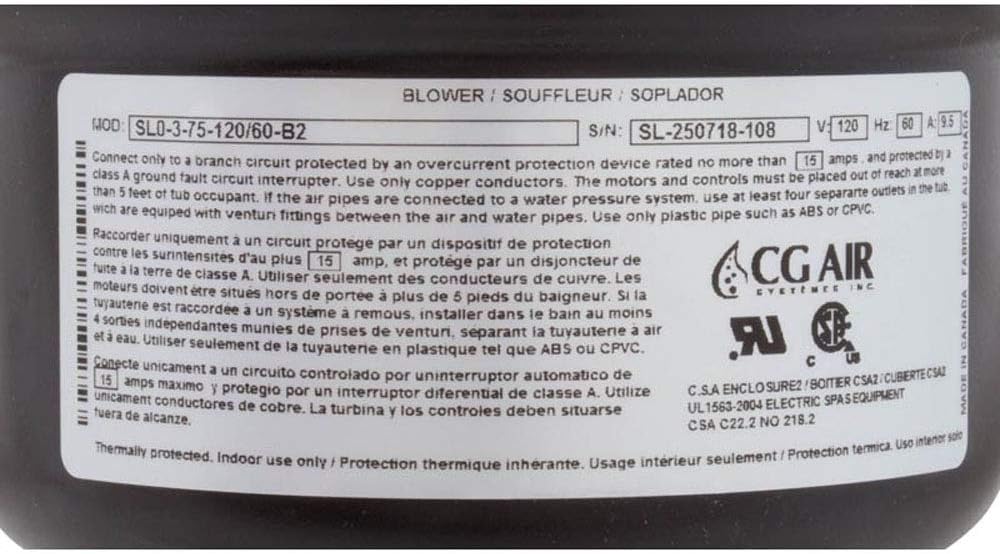 BLOWER / SOUFFLEUR / SOPLADOR
MOD: SL0-3-75-120/60-B2 S/N: SL-250718-108 V: 120 Hz: 60 A: 9.5
Connect only to a branch circuit protected by an overcurrent protection device rated no more than 15 amps , and protected by a
class A ground fault circuit interrupter. Use only copper conductors. The motors and controls must be placed out of reach at more
than 5 feet of tub occupant. If the air pipes are connected to a water pressure system, use at least four separarte outlets in the tub,
wich are equiped with venturi fittings between the air and water pipes. Use only plastic pipe such as ABS or CPVC.
Raccorder uniquement à un circuit protégé par un dispositif de protection
contre les surintensités d'au plus 15 amp, et protégé par un disjoncteur de
fuite à la terre de classe A. Utiliser seulement des conducteurs de cuivre. Les
moteurs doivent être situés hors de portée à plus de 5 pieds du baigneur. Si la
tuyauterie est raccordée a un système à remous, installer dans le bain au moins
4 sorties indépendantes munies de prises de venturi, séparant la tuyauterie à air
et à eau. Utiliser seulement de la tuyauterie en plastique tel que ABS ou CPVC.
Conecte unicament a un circuito controlado por uninterruptor automatico de
15 amps maximo y protegio por un interruptor diferential de classe A. Utilize
unicament conductores de cobre. La turbina y los controles deben situarse
fuera de alcanze.
CG AIR
SYSTÈMES INC.
RU
C SA US
C.S.A ENCLOSURE2 / BOITIER CSA2 / CUBIERTE CSA2
UL1563-2004 ELECTRIC SPAS EQUIPMENT
CSA C22.2 NO 218.2
MADE IN CANADA FABRIQUÉ AU CANADA
Thermally protected. Indoor use only / Protection thermique inhérante. Usage intérieur seulement / Protection termica. Uso interior solo